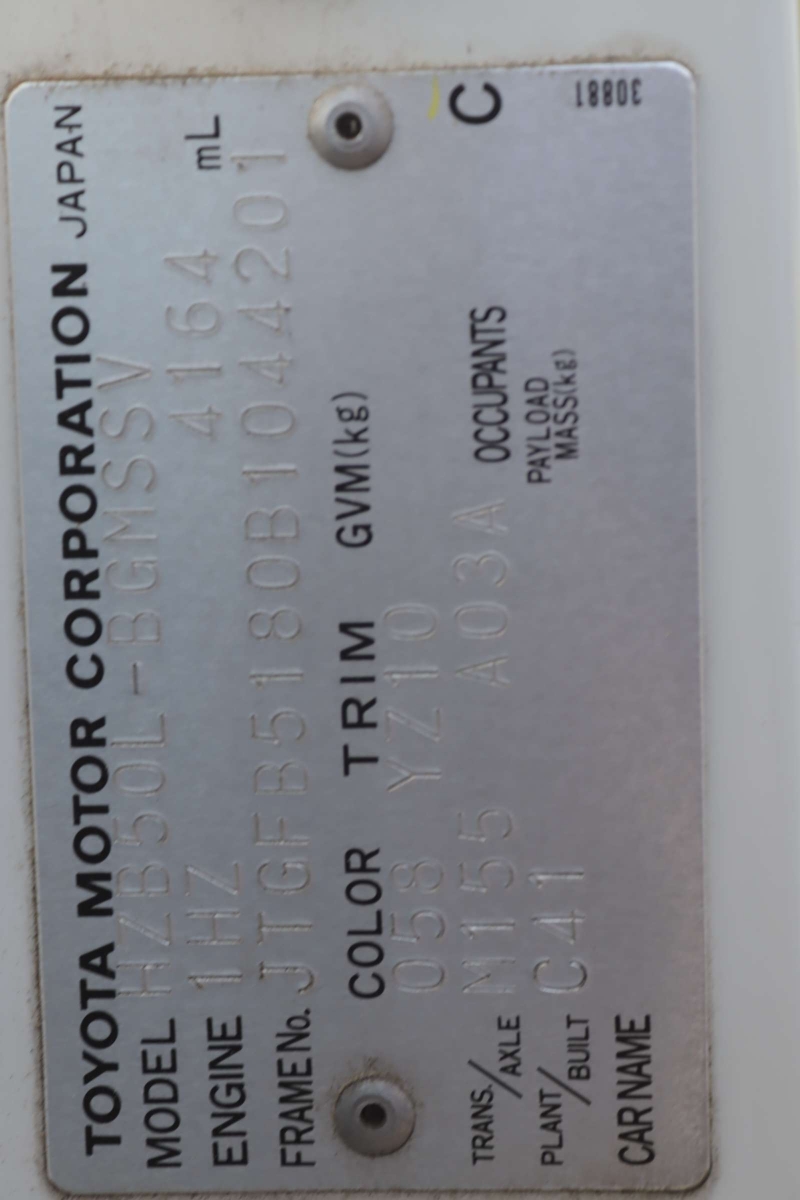 TOYOTA MOTOR CORPORATION JAPAN
MODEL HZB50L-BGMSSV
ENGINE 1HZ 4164 mL
FRAME No. JTGFB5180B1044201
COLOR TRIM GVM(kg)
058 YZ10
TRANS./AXLE M155 A03A OCCUPANTS C
PLANT/BUILT C41 PAYLOAD MASS(kg)
CAR NAME
30881